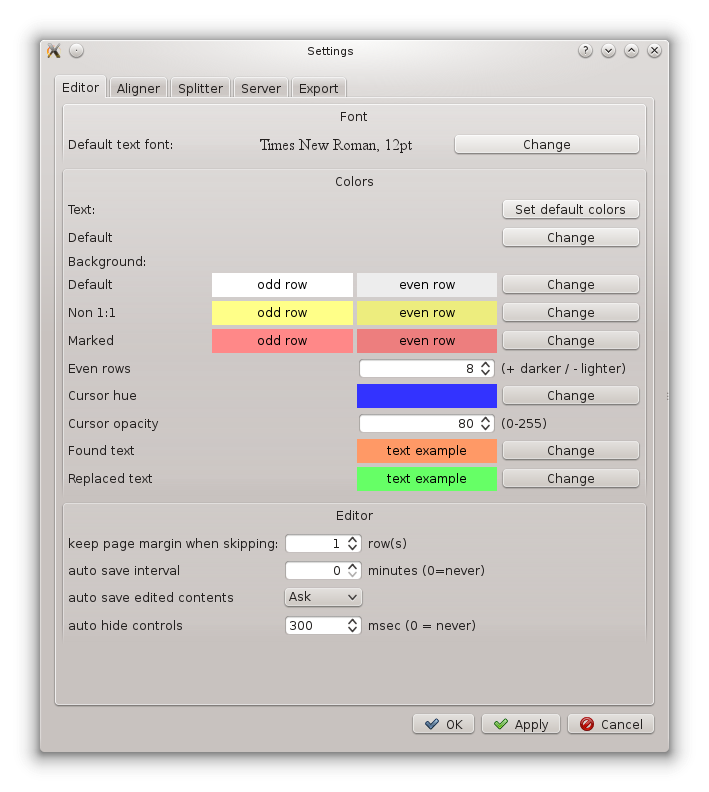 Settings
Editor Aligner Splitter Server Export
Font
Default text font: Times New Roman, 12pt Change
Colors
Text: Set default colors
Default Change
Background:
Default odd row even row Change
Non 1:1 odd row even row Change
Marked odd row even row Change
Even rows 8 (+ darker / - lighter)
Cursor hue Change
Cursor opacity 80 (0-255)
Found text text example Change
Replaced text text example Change
Editor
keep page margin when skipping: 1 row(s)
auto save interval 0 minutes (0=never)
auto save edited contents Ask
auto hide controls 300 msec (0 = never)
OK Apply Cancel